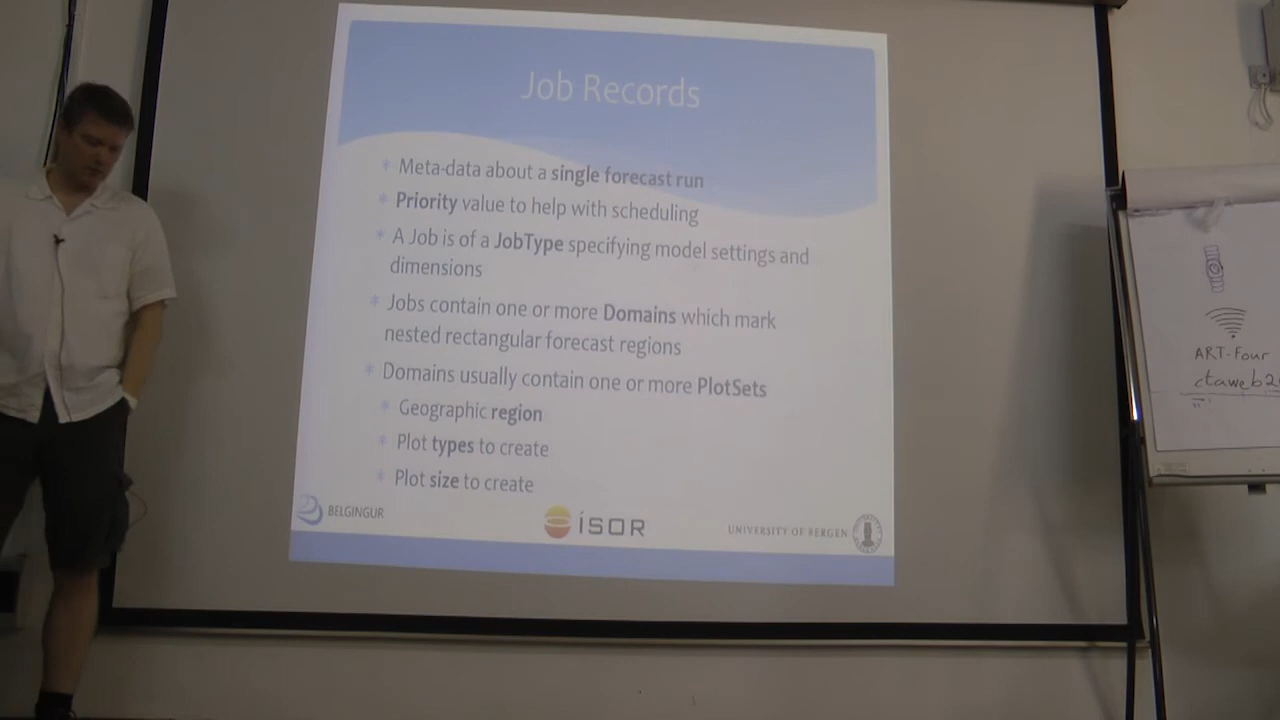 Job Records
* Meta-data about a single forecast run
* Priority value to help with scheduling
* A Job is of a JobType specifying model settings and
dimensions
* Jobs contain one or more Domains which mark
nested rectangular forecast regions
* Domains usually contain one or more PlotSets
* Geographic region
* Plot types to create
* Plot size to create
BELGINGUR
ÍSOR
UNIVERSITY OF BERGEN
ART-Four